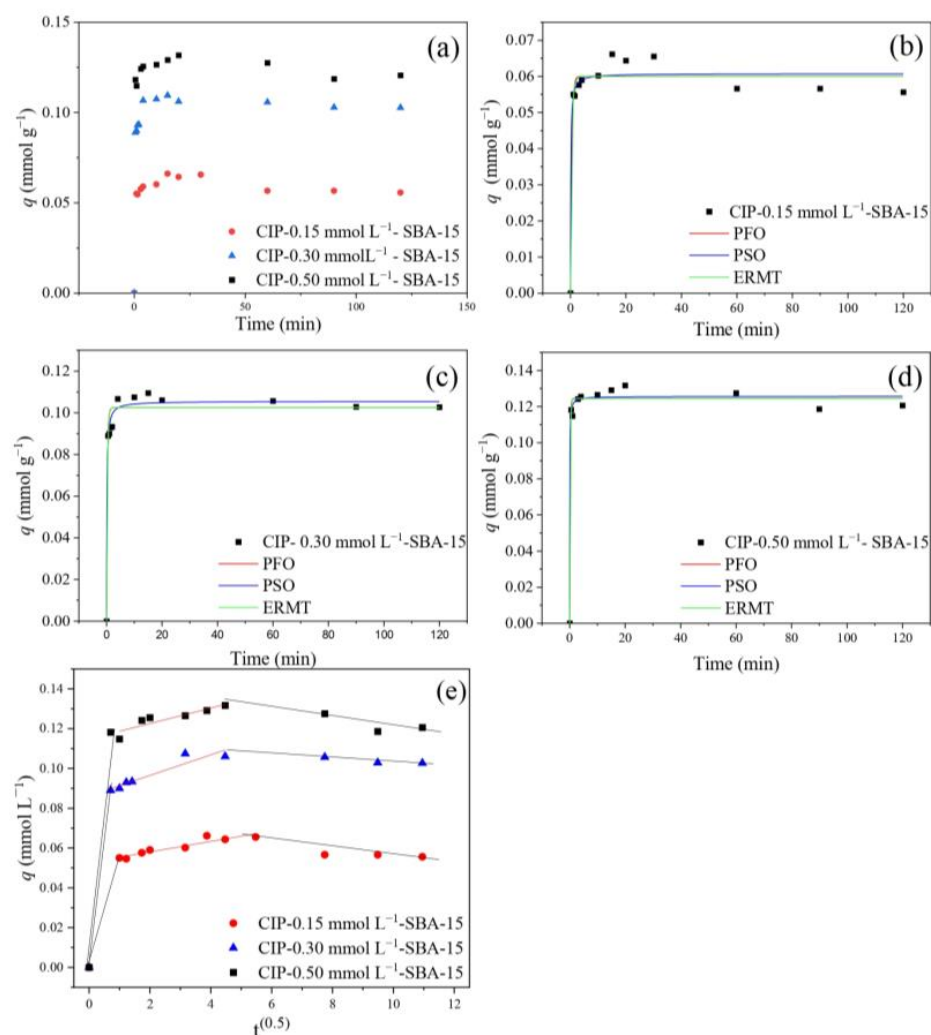 (a)
0.15
0.10
0.05
0.00
q (mmol g⁻¹)
CIP-0.15 mmol L⁻¹- SBA-15
CIP-0.30 mmolL⁻¹ - SBA-15
CIP-0.50 mmol L⁻¹- SBA-15
0 50 100 150
Time (min)
(b)
0.07
0.06
0.05
0.04
0.03
0.02
0.01
0.00
q (mmol g⁻¹)
CIP-0.15 mmol L⁻¹-SBA-15
PFO
PSO
ERMT
0 20 40 60 80 100 120
Time (min)
(c)
0.12
0.10
0.08
0.06
0.04
0.02
0.00
q (mmol g⁻¹)
CIP- 0.30 mmol L⁻¹-SBA-15
PFO
PSO
ERMT
0 20 40 60 80 100 120
Time (min)
(d)
0.14
0.12
0.10
0.08
0.06
0.04
0.02
0.00
q (mmol g⁻¹)
CIP-0.50 mmol L⁻¹- SBA-15
PFO
PSO
ERMT
0 20 40 60 80 100 120
Time (min)
(e)
0.14
0.12
0.10
0.08
0.06
0.04
0.02
0.00
q (mmol L⁻¹)
CIP-0.15 mmol L⁻¹-SBA-15
CIP-0.30 mmol L⁻¹-SBA-15
CIP-0.50 mmol L⁻¹-SBA-15
0 2 4 6 8 10 12
t⁽⁰·⁵⁾